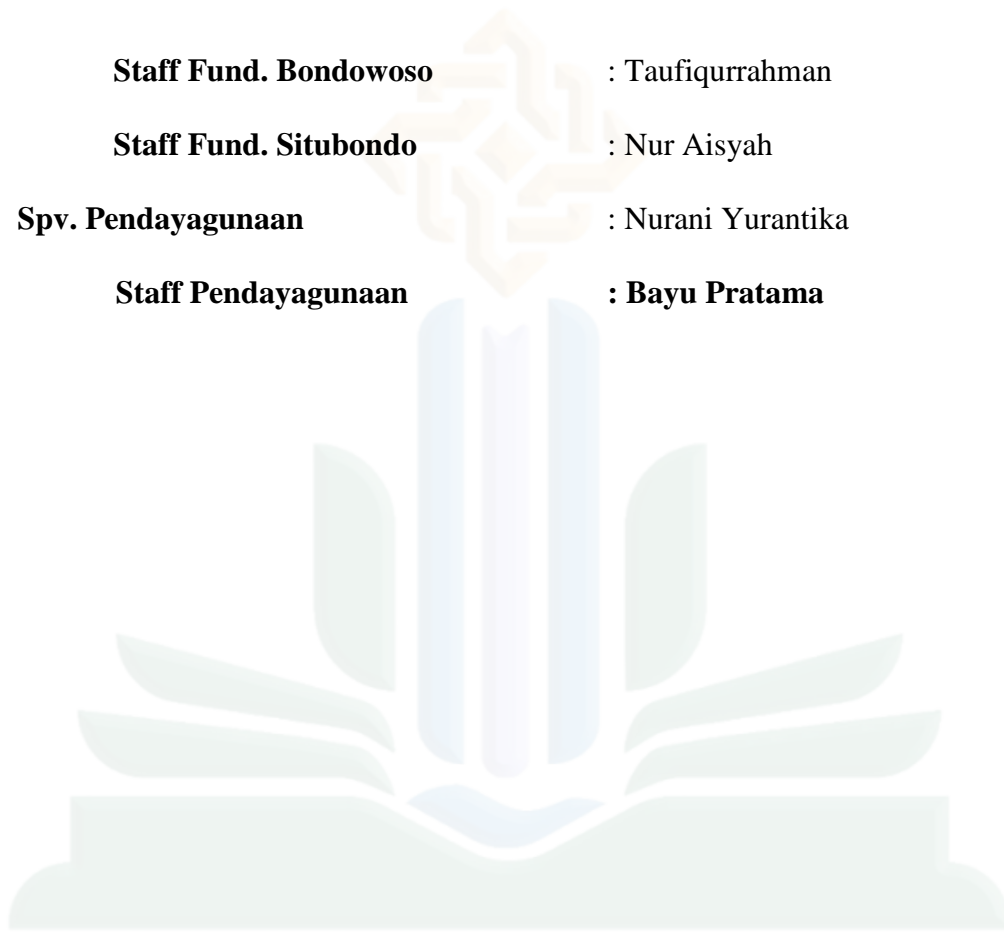 Staff Fund. Bondowoso : Taufiqurrahman
Staff Fund. Situbondo : Nur Aisyah
Spv. Pendayagunaan : Nurani Yurantika
Staff Pendayagunaan : Bayu Pratama